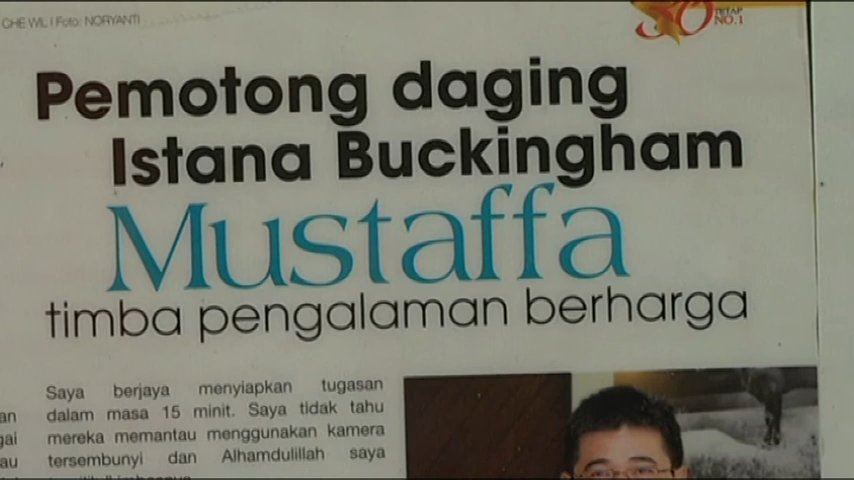 CHE WIL I Foto: NORYANTI
30 TETAP
NO.1
Pemotong daging
Istana Buckingham
Mustaffa
timba pengalaman berharga
Saya berjaya menyiapkan tugasan
dalam masa 15 minit. Saya tidak tahu
mereka memantau menggunakan kamera
tersembunyi dan Alhamdulillah saya